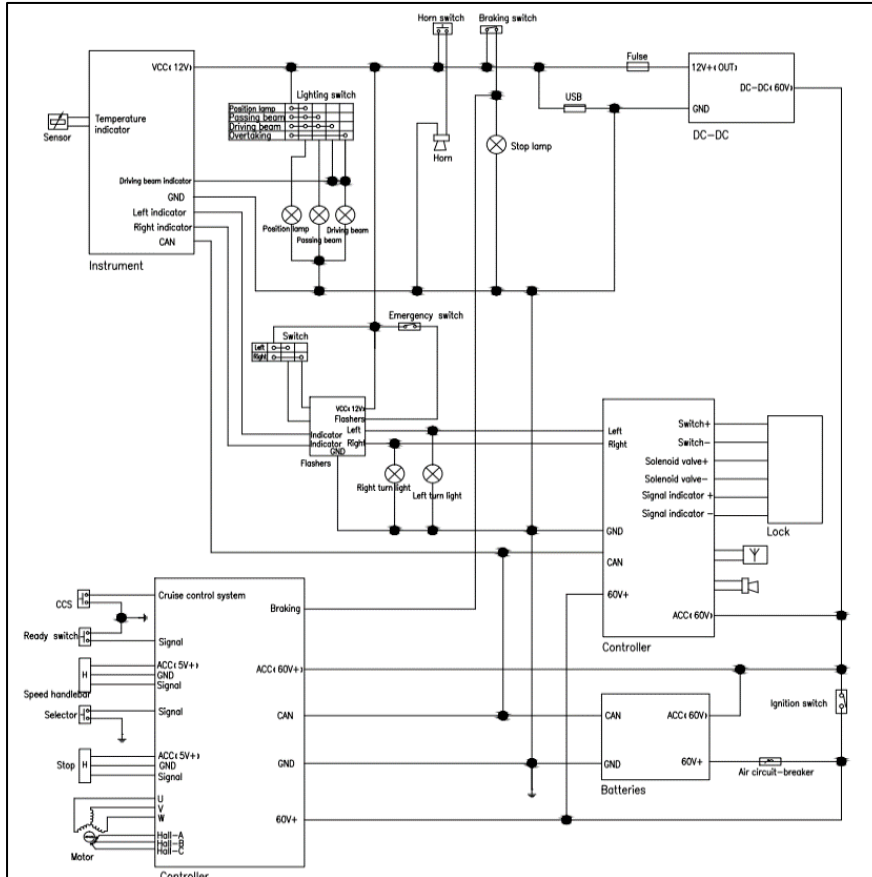 Horn switch
Braking switch
VCC(12V)
Fulse
12V+(OUT)
DC-DC(60V)
Lighting switch
USB
GND
Position lamp
Passing beam
Driving beam
Overtaking
DC-DC
Temperature
indicator
Sensor
Horn
Stop lamp
Driving beam indicator
GND
Left indicator
Right indicator
CAN
Position lamp
Driving beam
Passing beam
Instrument
Emergency switch
Switch
Left
Right
VCC(12V)
Flashers
Left
Right
Indicator
Indicator
GND
Flashers
Right turn light
Left turn light
Left
Right
Switch+
Switch-
Solenoid valve+
Solenoid valve-
Signal indicator +
Signal indicator -
Lock
GND
CAN
60V+
ACC(60V)
Controller
Cruise control system
CCS
Braking
Ready switch
Signal
ACC(5V+)
GND
Signal
Speed handlebar
ACC(60V+)
Ignition switch
Selector
Signal
CAN
CAN
ACC(60V)
Stop
ACC(5V+)
GND
Signal
GND
GND
60V+
Air circuit-breaker
Batteries
U
V
W
60V+
Hall-A
Hall-B
Hall-C
Motor
Controller
H
H